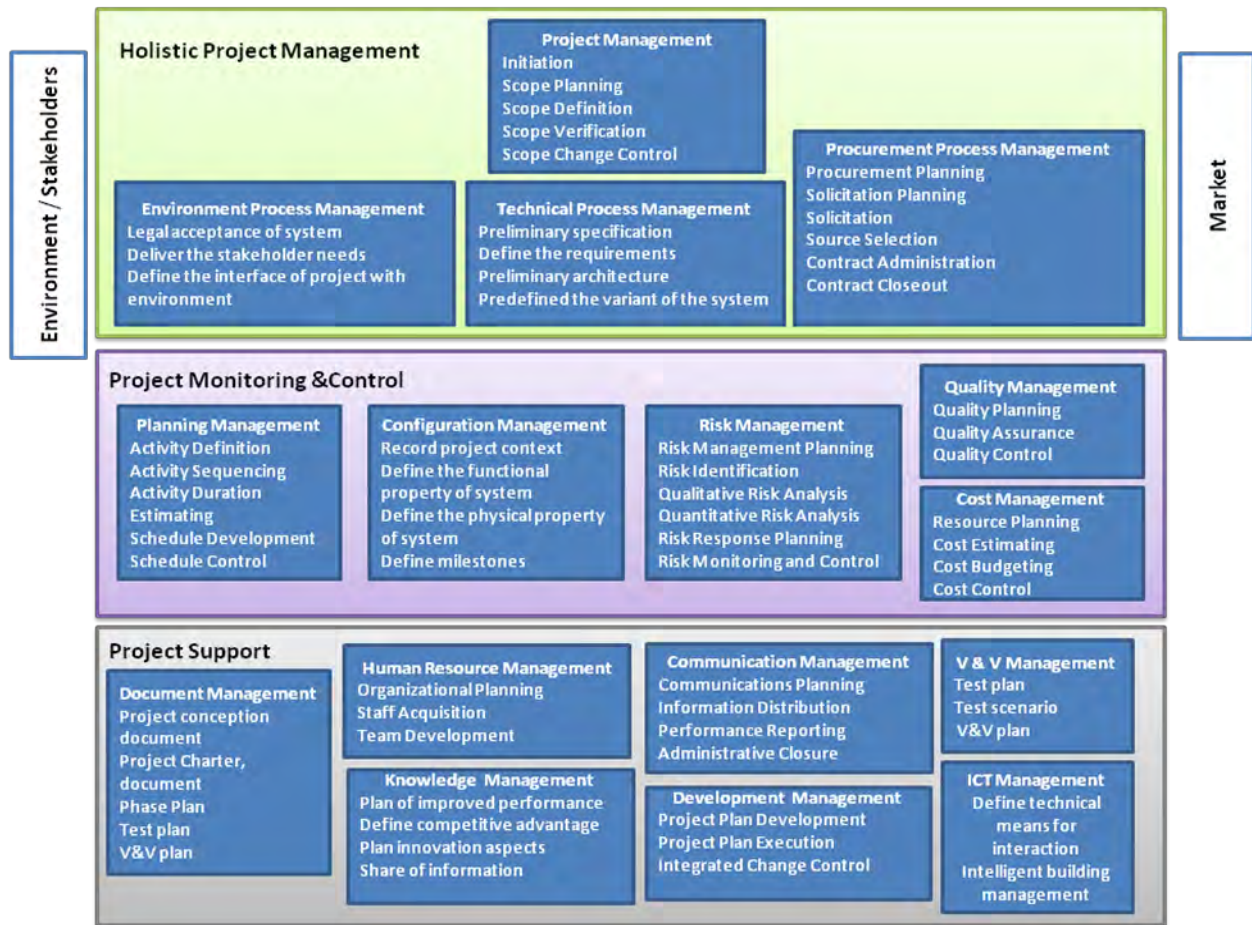 Environment / Stakeholders
Holistic Project Management
Project Management
Initiation
Scope Planning
Scope Definition
Scope Verification
Scope Change Control
Environment Process Management
Legal acceptance of system
Deliver the stakeholder needs
Define the interface of project with
environment
Technical Process Management
Preliminary specification
Define the requirements
Preliminary architecture
Predefined the variant of the system
Procurement Process Management
Procurement Planning
Solicitation Planning
Solicitation
Source Selection
Contract Administration
Contract Closeout
Market
Project Monitoring &Control
Planning Management
Activity Definition
Activity Sequencing
Activity Duration
Estimating
Schedule Development
Schedule Control
Configuration Management
Record project context
Define the functional
property of system
Define the physical property
of system
Define milestones
Risk Management
Risk Management Planning
Risk Identification
Qualitative Risk Analysis
Quantitative Risk Analysis
Risk Response Planning
Risk Monitoring and Control
Quality Management
Quality Planning
Quality Assurance
Quality Control
Cost Management
Resource Planning
Cost Estimating
Cost Budgeting
Cost Control
Project Support
Document Management
Project conception
document
Project Charter,
document
Phase Plan
Test plan
V&V plan
Human Resource Management
Organizational Planning
Staff Acquisition
Team Development
Knowledge Management
Plan of improved performance
Define competitive advantage
Plan innovation aspects
Share of information
Communication Management
Communications Planning
Information Distribution
Performance Reporting
Administrative Closure
Development Management
Project Plan Development
Project Plan Execution
Integrated Change Control
V & V Management
Test plan
Test scenario
V&V plan
ICT Management
Define technical
means for
interaction
Intelligent building
management